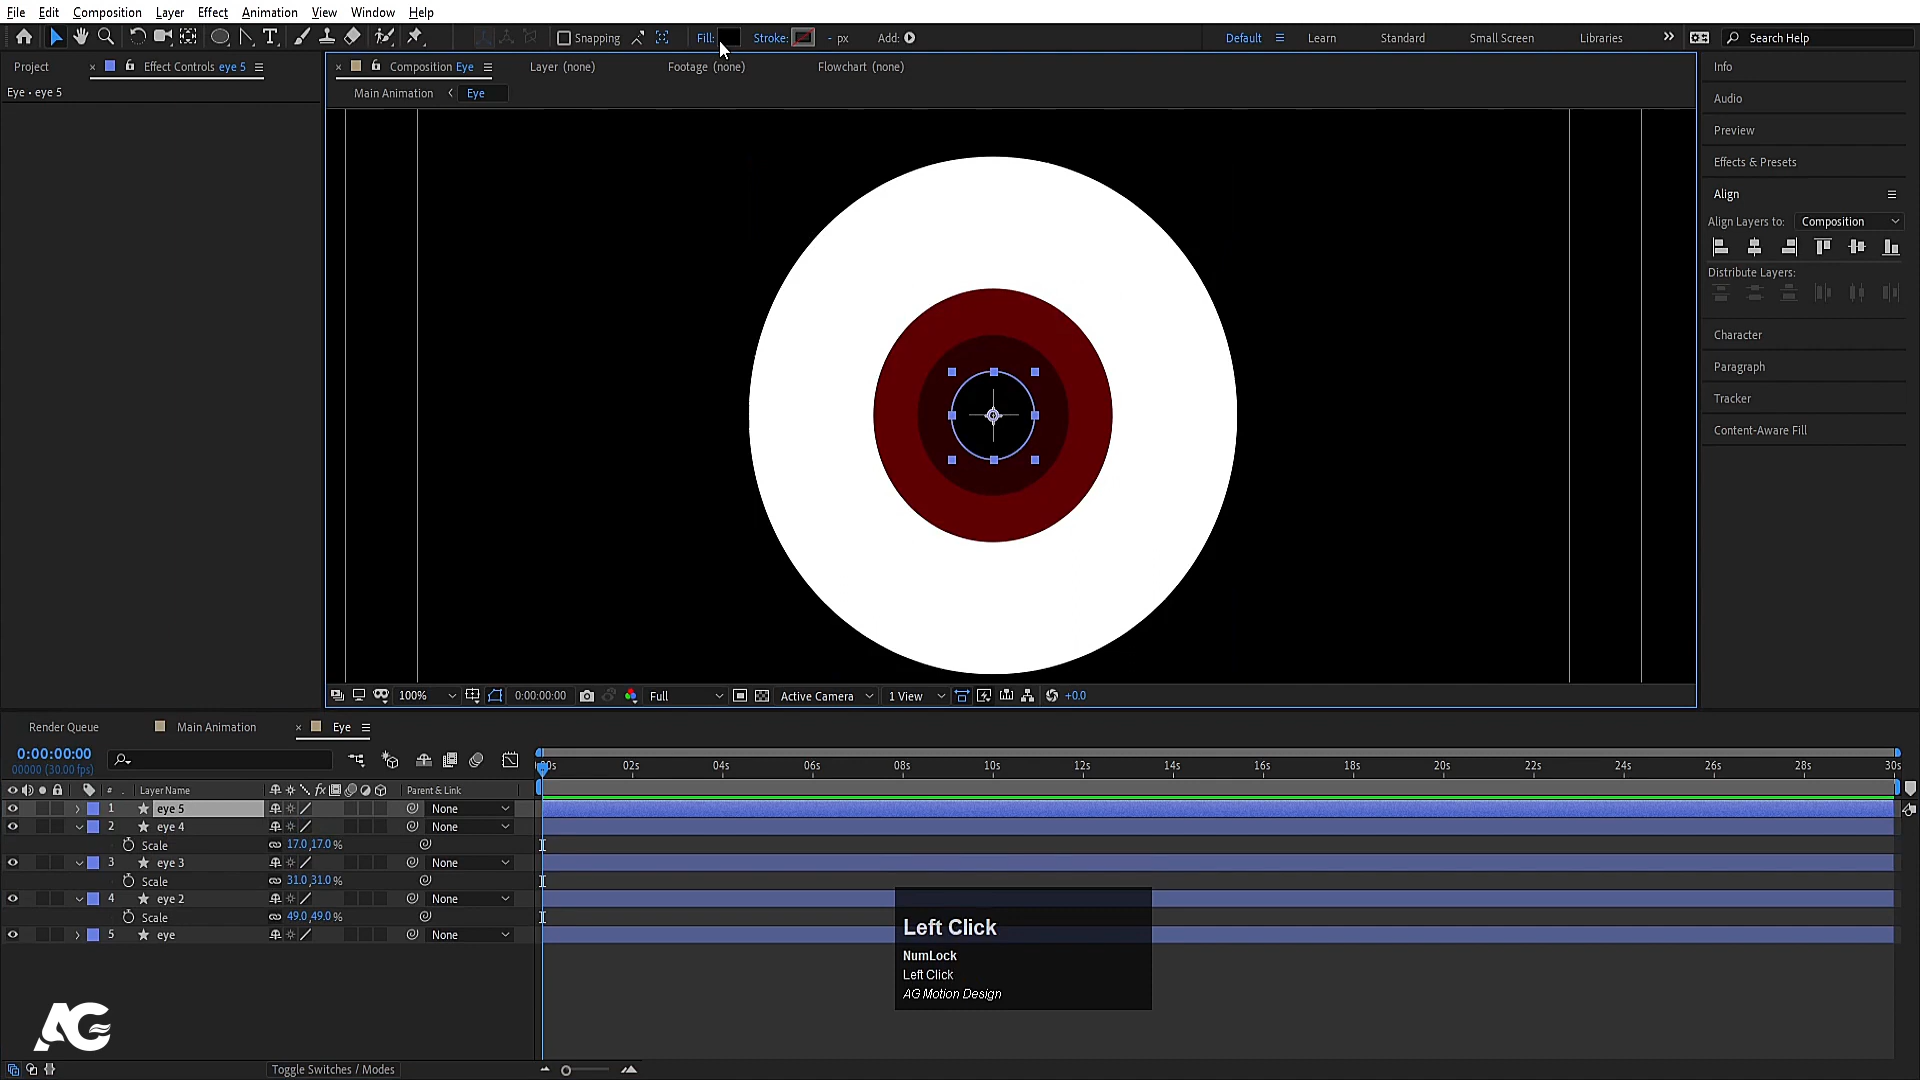 File Edit Composition Layer Effect Animation View Window Help
Snapping Fill: Stroke: - px Add: Default Learn Standard Small Screen Libraries Search Help
Project Effect Controls eye 5 Composition Eye Layer (none) Footage (none) Flowchart (none) Info
Eye • eye 5 Main Animation Eye
Audio
Preview
Effects & Presets
Align
Align Layers to: Composition
Distribute Layers:
Character
Paragraph
Tracker
Content-Aware Fill
100% 0:00:00:00 Full Active Camera 1 View +0.0
Render Queue Main Animation Eye
0:00:00:00
00000 (30.00 fps)
00s 02s 04s 06s 08s 10s 12s 14s 16s 18s 20s 22s 24s 26s 28s 30s
# . Layer Name fx Parent & Link
1 eye 5 None
2 eye 4 None
Scale 17.0,17.0 %
3 eye 3 None
Scale 31.0,31.0 %
4 eye 2 None
Scale 49.0,49.0 %
5 eye None
Left Click
NumLock
Left Click
AG Motion Design
AG
Toggle Switches / Modes